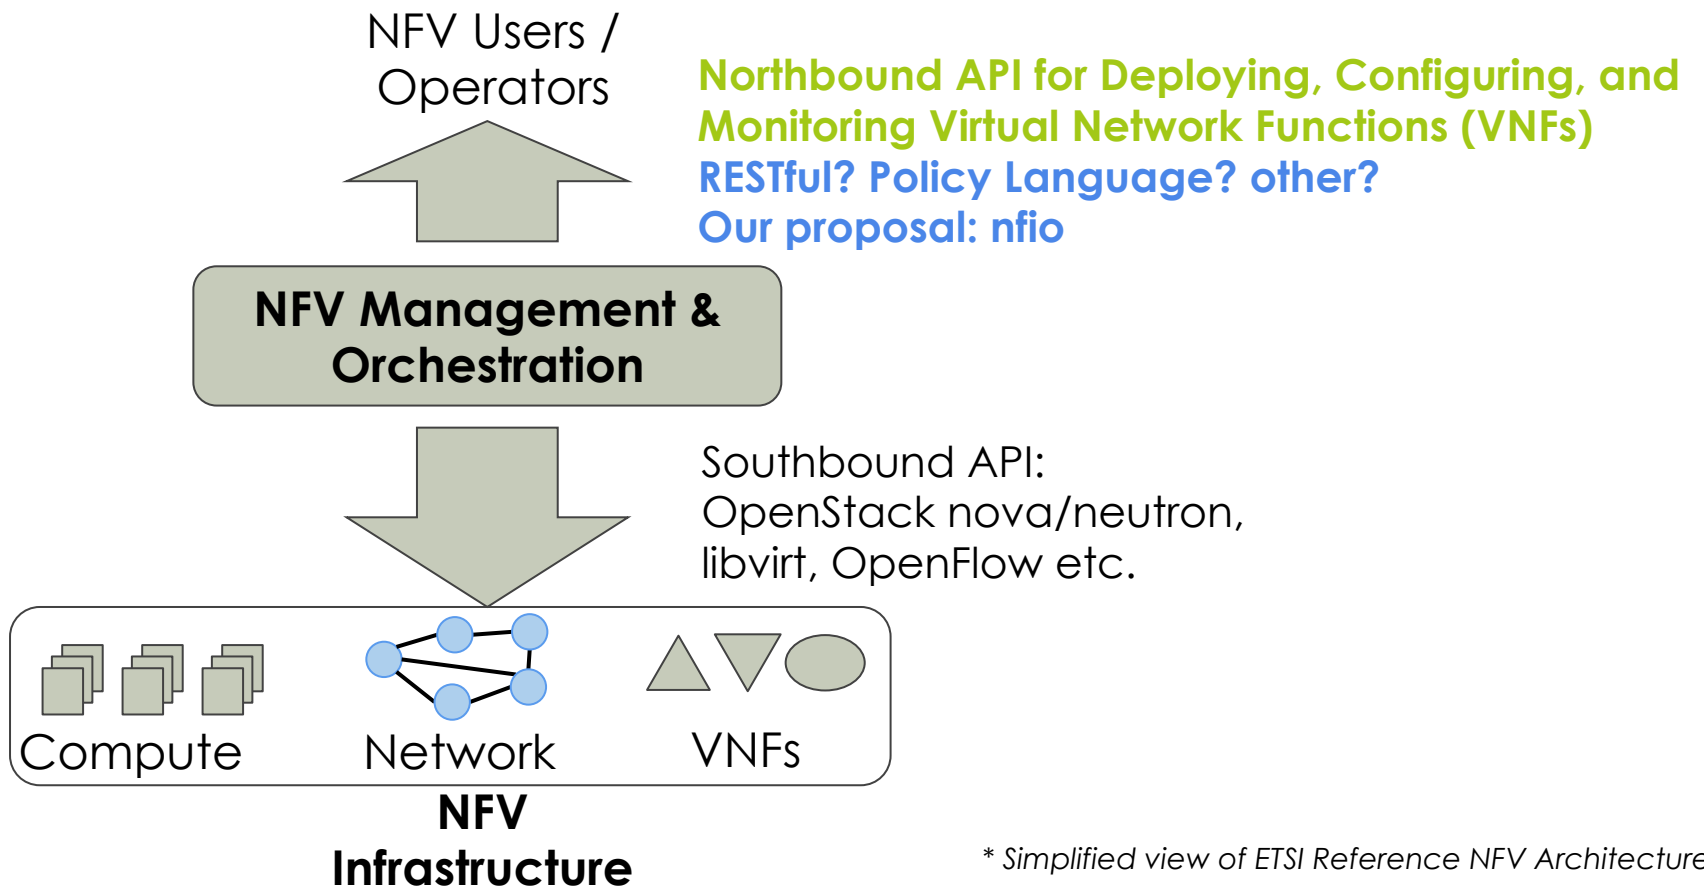 NFV Users /
Operators
Northbound API for Deploying, Configuring, and
Monitoring Virtual Network Functions (VNFs)
RESTful? Policy Language? other?
Our proposal: nfio
NFV Management &
Orchestration
Southbound API:
OpenStack nova/neutron,
libvirt, OpenFlow etc.
Compute
Network
VNFs
NFV
Infrastructure
* Simplified view of ETSI Reference NFV Architecture